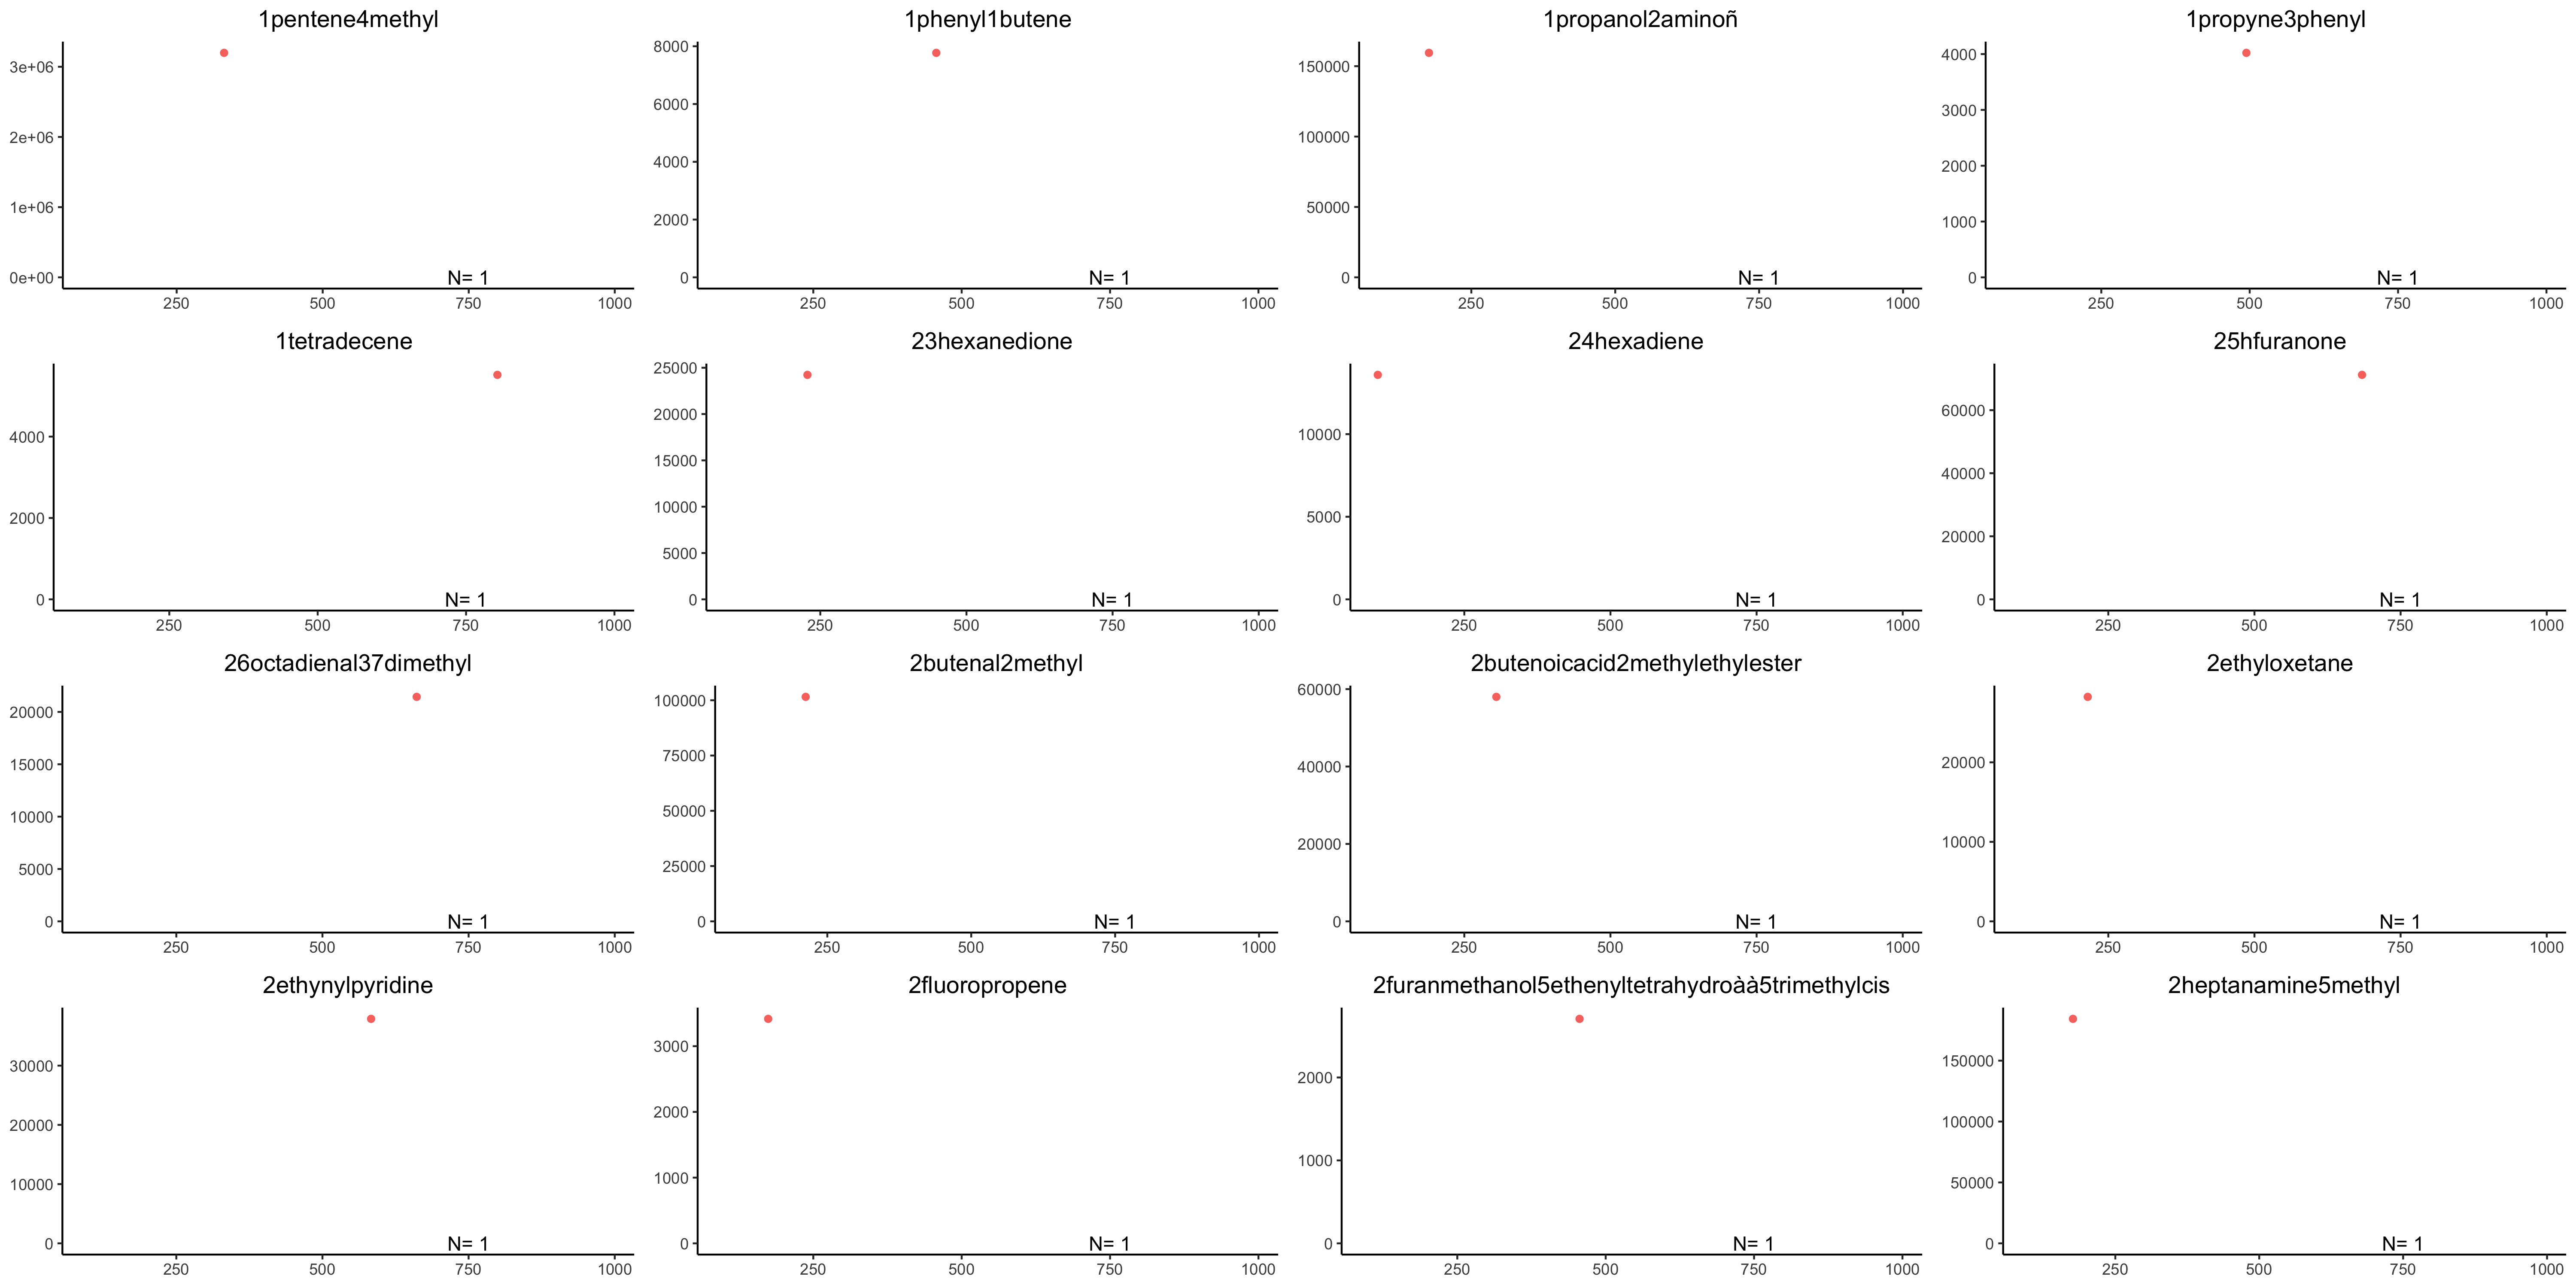 1pentene4methyl
3e+06
2e+06
1e+06
0e+00
N= 1
250 500 750 1000
1phenyl1butene
8000
6000
4000
2000
0
N= 1
250 500 750 1000
1propanol2aminoñ
150000
100000
50000
0
N= 1
250 500 750 1000
1propyne3phenyl
4000
3000
2000
1000
0
N= 1
250 500 750 1000
1tetradecene
4000
2000
0
N= 1
250 500 750 1000
23hexanedione
25000
20000
15000
10000
5000
0
N= 1
250 500 750 1000
24hexadiene
10000
5000
0
N= 1
250 500 750 1000
25hfuranone
60000
40000
20000
0
N= 1
250 500 750 1000
26octadienal37dimethyl
20000
15000
10000
5000
0
N= 1
250 500 750 1000
2butenal2methyl
100000
75000
50000
25000
0
N= 1
250 500 750 1000
2butenoicacid2methylethylester
60000
40000
20000
0
N= 1
250 500 750 1000
2ethyloxetane
20000
10000
0
N= 1
250 500 750 1000
2ethynylpyridine
30000
20000
10000
0
N= 1
250 500 750 1000
2fluoropropene
3000
2000
1000
0
N= 1
250 500 750 1000
2furanmethanol5ethenyltetrahydroàà5trimethylcis
2000
1000
0
N= 1
250 500 750 1000
2heptanamine5methyl
150000
100000
50000
0
N= 1
250 500 750 1000